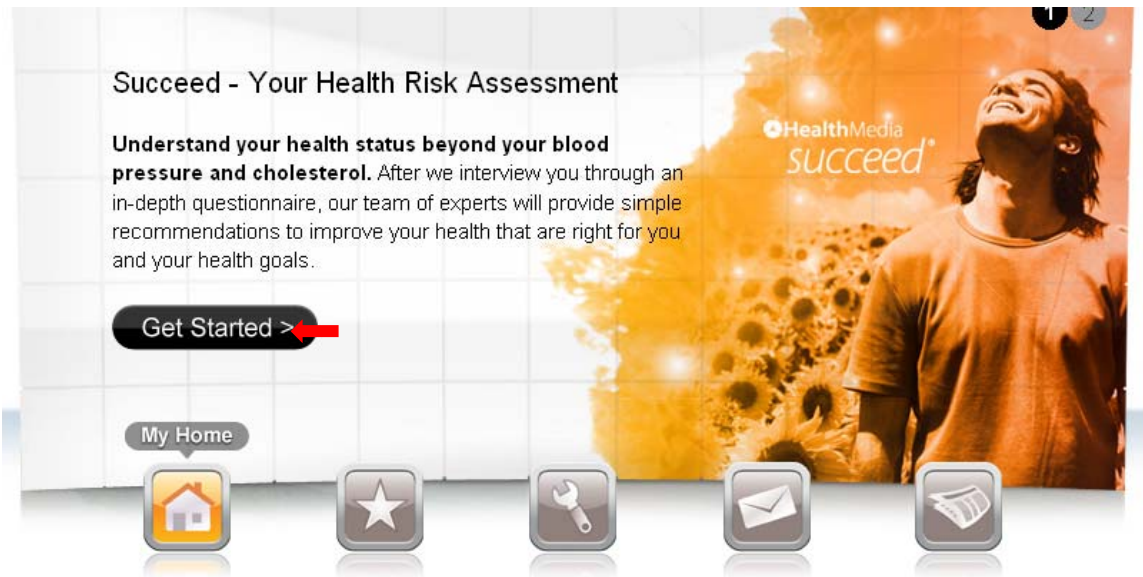 1 2
Succeed - Your Health Risk Assessment
HealthMedia
succeed
Understand your health status beyond your blood
pressure and cholesterol. After we interview you through an
in-depth questionnaire, our team of experts will provide simple
recommendations to improve your health that are right for you
and your health goals.
Get Started >
My Home